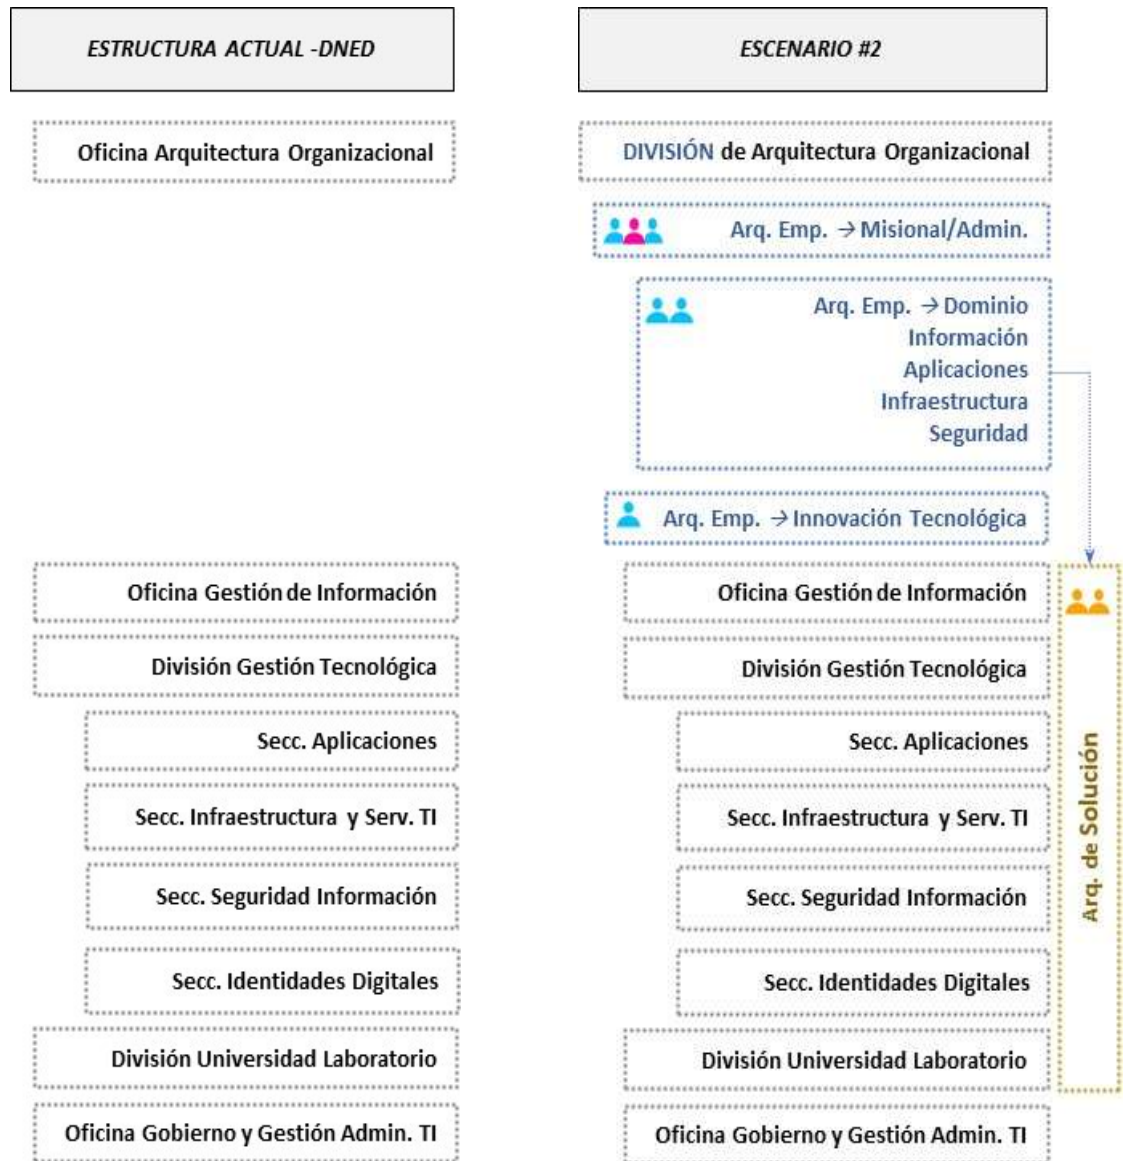 ESTRUCTURA ACTUAL -DNED
Oficina Arquitectura Organizacional
Oficina Gestión de Información
División Gestión Tecnológica
Secc. Aplicaciones
Secc. Infraestructura y Serv. TI
Secc. Seguridad Información
Secc. Identidades Digitales
División Universidad Laboratorio
Oficina Gobierno y Gestión Admin. TI
ESCENARIO #2
DIVISIÓN de Arquitectura Organizacional
Arq. Emp. → Misional/Admin.
Arq. Emp. → Dominio
Información
Aplicaciones
Infraestructura
Seguridad
Arq. Emp. → Innovación Tecnológica
Oficina Gestión de Información
División Gestión Tecnológica
Secc. Aplicaciones
Secc. Infraestructura y Serv. TI
Secc. Seguridad Información
Secc. Identidades Digitales
División Universidad Laboratorio
Oficina Gobierno y Gestión Admin. TI
Arq. de Solución